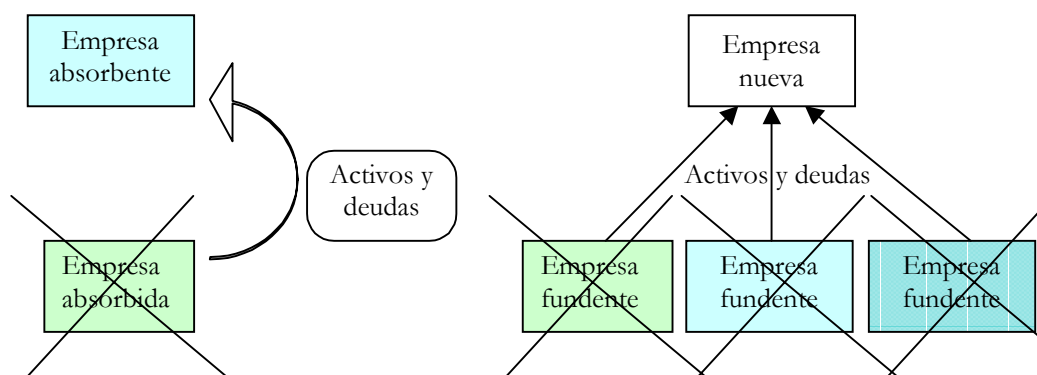 Empresa
absorbente
Activos y
deudas
Empresa
absorbida
Empresa
nueva
Activos y deudas
Empresa
fundente
Empresa
fundente
Empresa
fundente